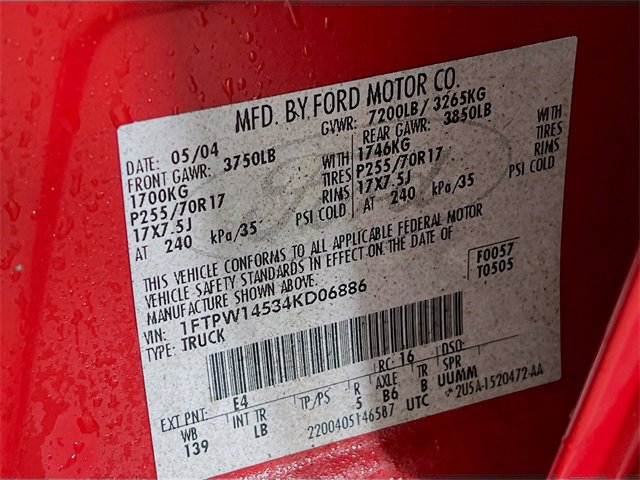 MFD. BY FORD MOTOR CO.
DATE: 05/04 GVWR: 7200LB/ 3265KG
FRONT GAWR: 3750LB REAR GAWR: 3850LB
1700KG WITH 1746KG WITH
P255/70R17 TIRES P255/70R17 TIRES
17X7.5J RIMS 17X7.5J RIMS
AT 240 kPa/35 PSI COLD AT 240 kPa/35 PSI COLD
THIS VEHICLE CONFORMS TO ALL APPLICABLE FEDERAL MOTOR
VEHICLE SAFETY STANDARDS IN EFFECT ON THE DATE OF
MANUFACTURE SHOWN ABOVE.
F0057
T0505
VIN: 1FTPW14534KD06886
TYPE: TRUCK
RC: 16 DSO:
EXT PNT: E4
WB INT TR TP/PS R AXLE TR SPR
139 LB 5 B6 B UUMM
2200405146587 UTC *2U5A-1520472-AA